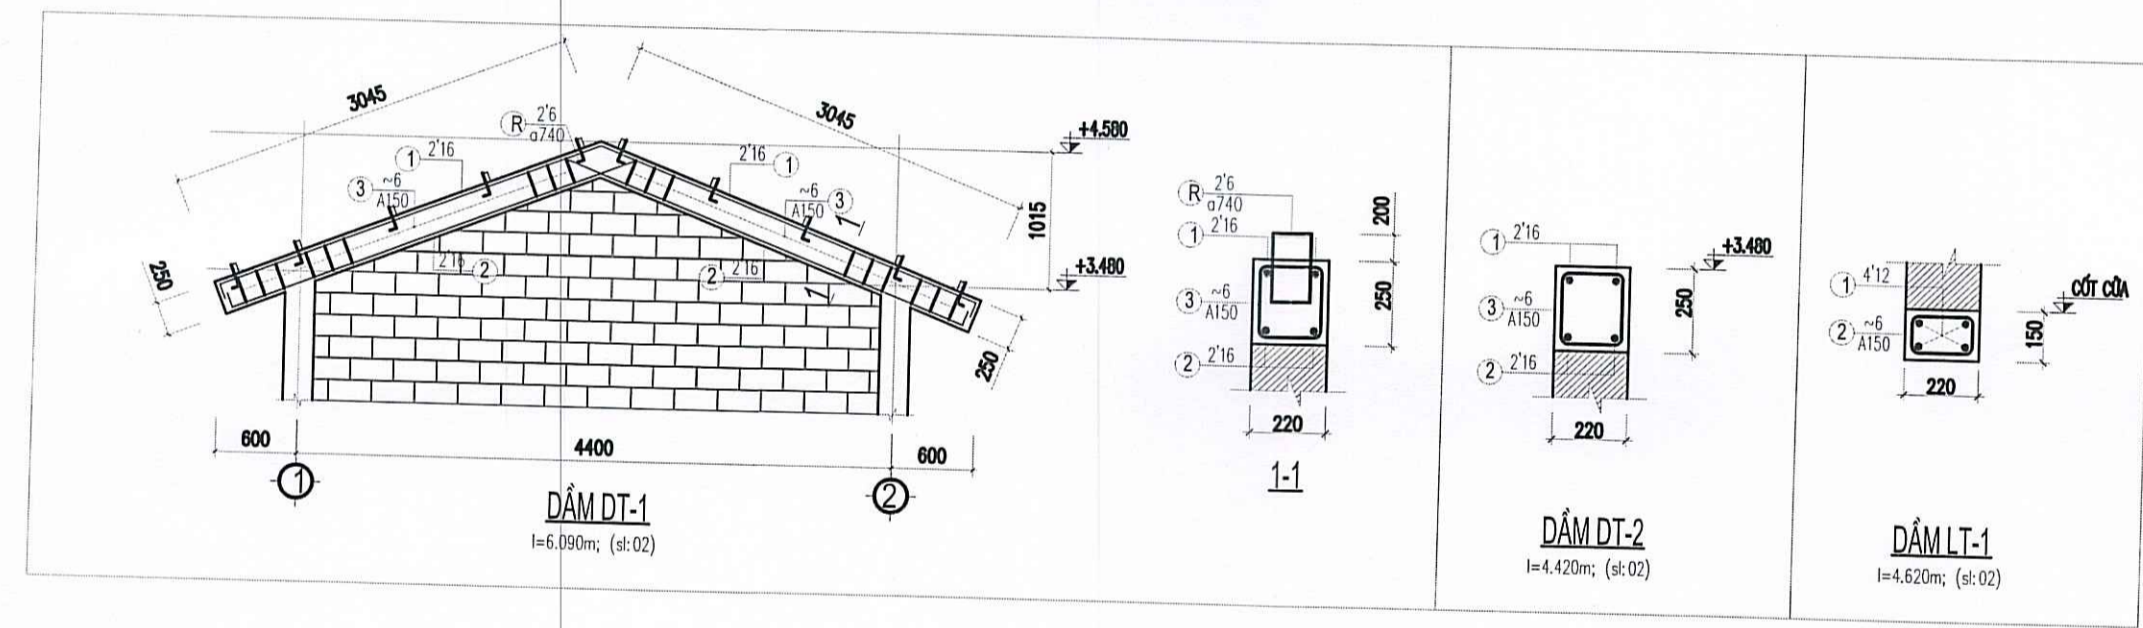 3045
3045
R 2'6
a740
+4.580
1 2'16
2'16 1
3 ~6
A150
~6 3
A150
1
1015
250
2'16 2
2 2'16
1
+3.480
250
600
4400
600
1
2
DẦM DT-1
l=6.090m; (sl:02)
R 2'6
a740
200
1 2'16
3 ~6
A150
250
2 2'16
220
1-1
1 2'16
+3.480
3 ~6
A150
250
2 2'16
220
DẦM DT-2
l=4.420m; (sl:02)
1 4'12
CỐT CỬA
2 ~6
A150
150
220
DẦM LT-1
l=4.620m; (sl:02)